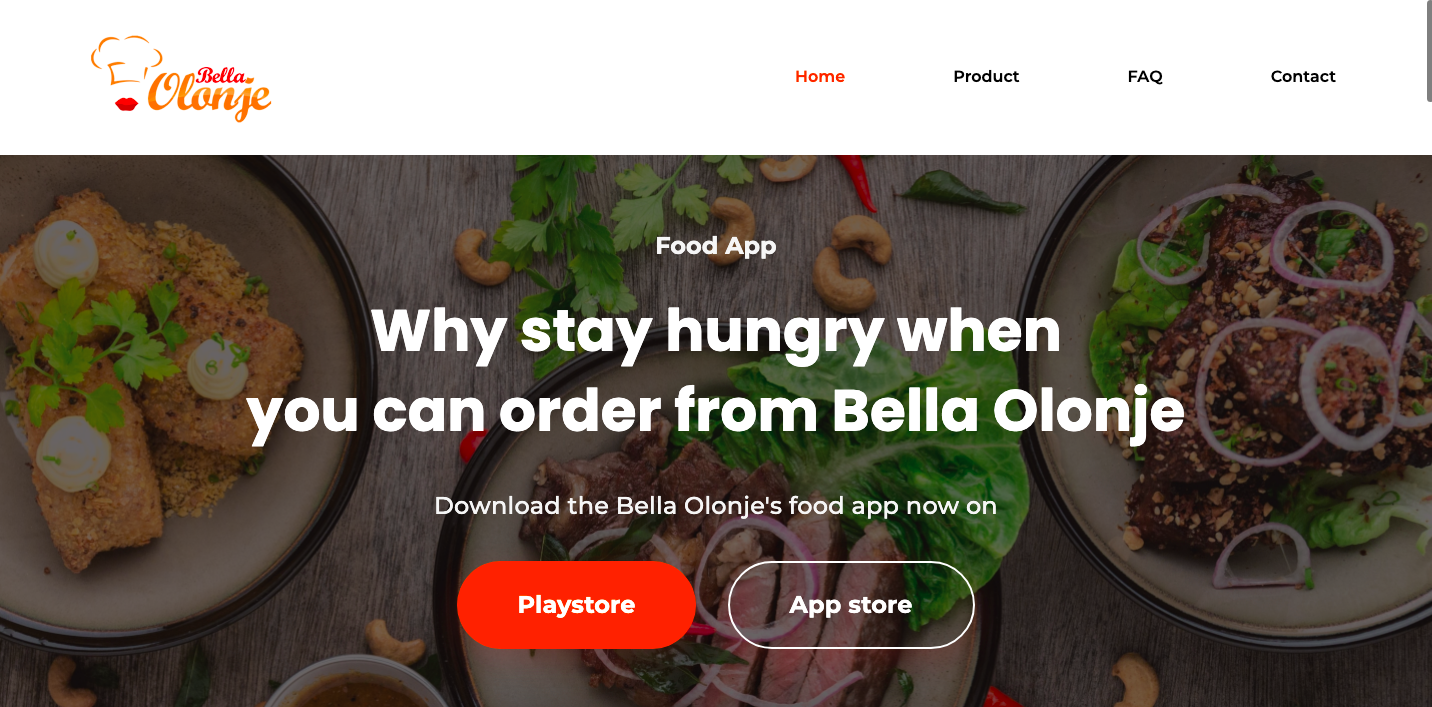 Bella
Olonje
Home
Product
FAQ
Contact
Food App
Why stay hungry when
you can order from Bella Olonje
Download the Bella Olonje's food app now on
Playstore
App store